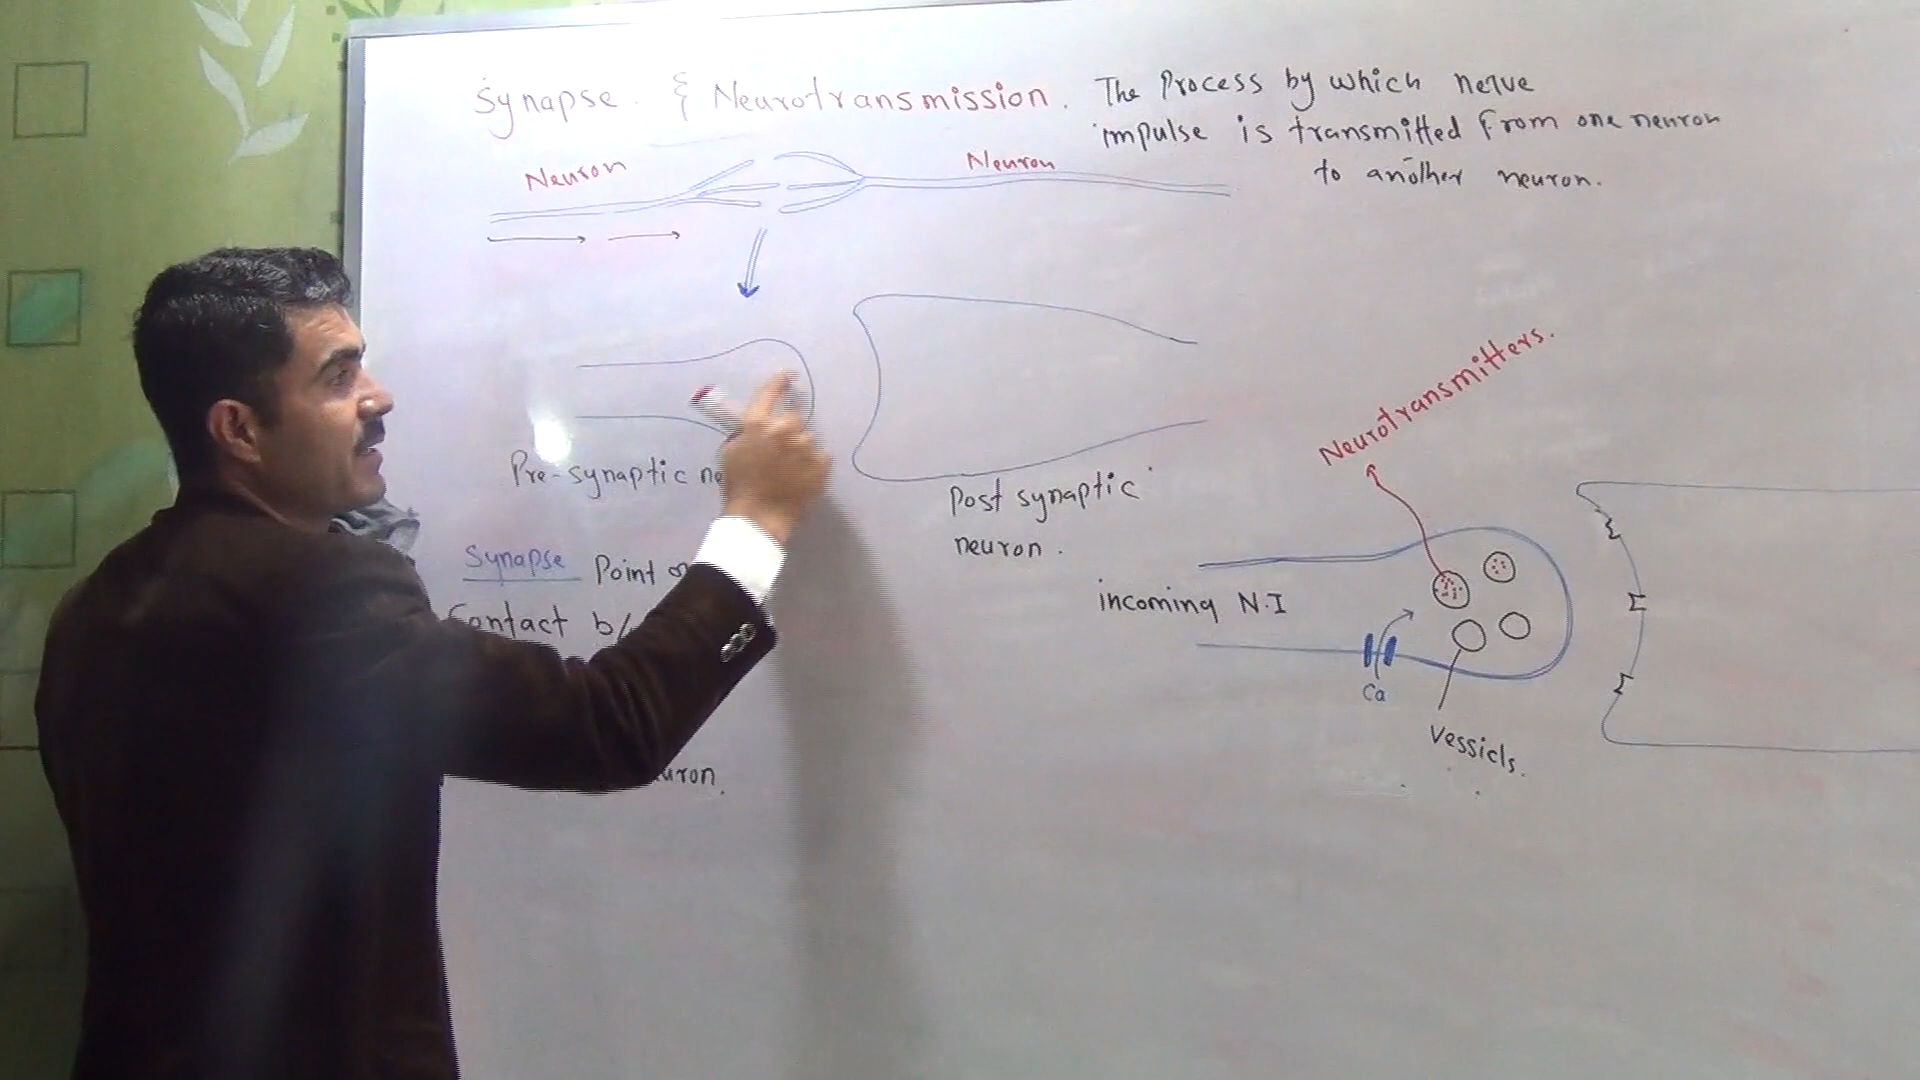 Synapse. & Neurotransmission.
The Process by which nerve
impulse is transmitted from one neuron
to another neuron.
Neuron
Neuron
Pre-synaptic
Post synaptic
neuron.
Synapse Point
Contact b/
Neurotransmitters.
incoming N.I
Ca
Vessicls.